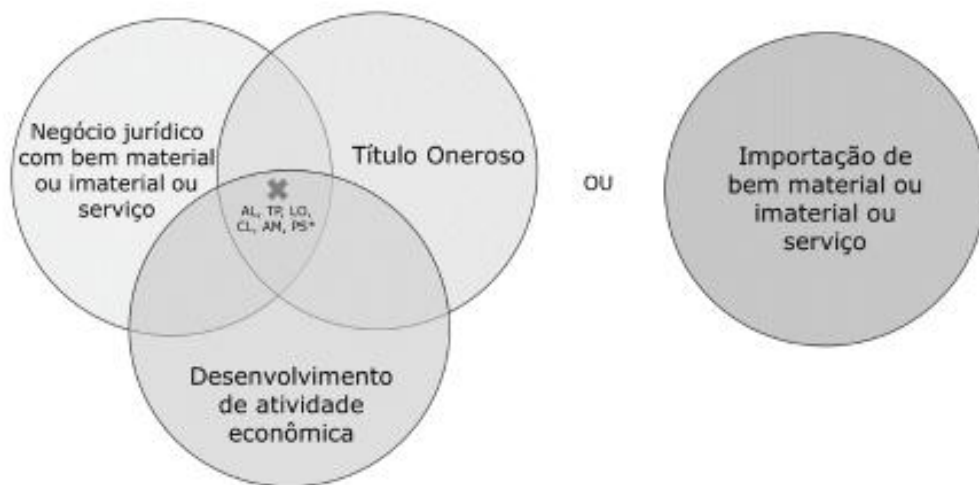 Negócio jurídico
com bem material
ou imaterial ou
serviço
Título Oneroso
AL, TP, LO,
CL, AM, PS*
Desenvolvimento
de atividade
econômica
OU
Importação de
bem material ou
imaterial ou
serviço